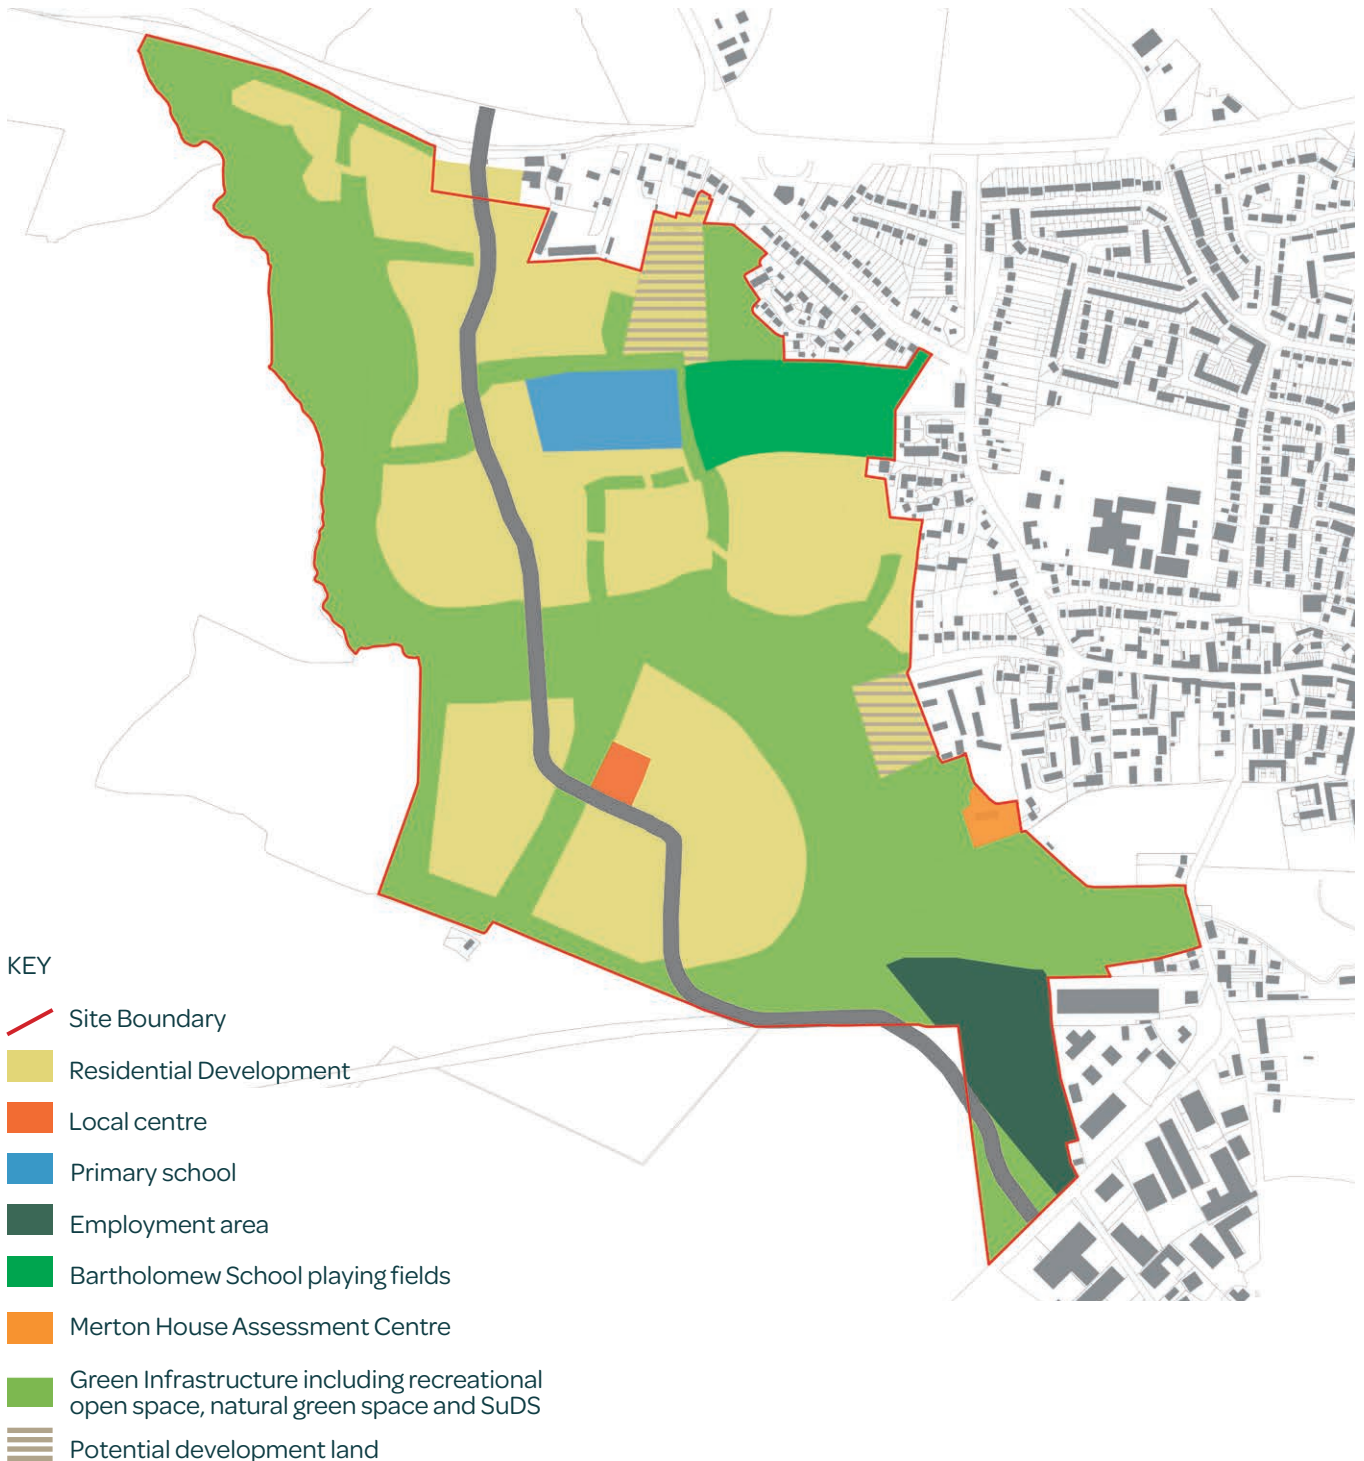 KEY
Site Boundary
Residential Development
Local centre
Primary school
Employment area
Bartholomew School playing fields
Merton House Assessment Centre
Green Infrastructure including recreational
open space, natural green space and SuDS
Potential development land